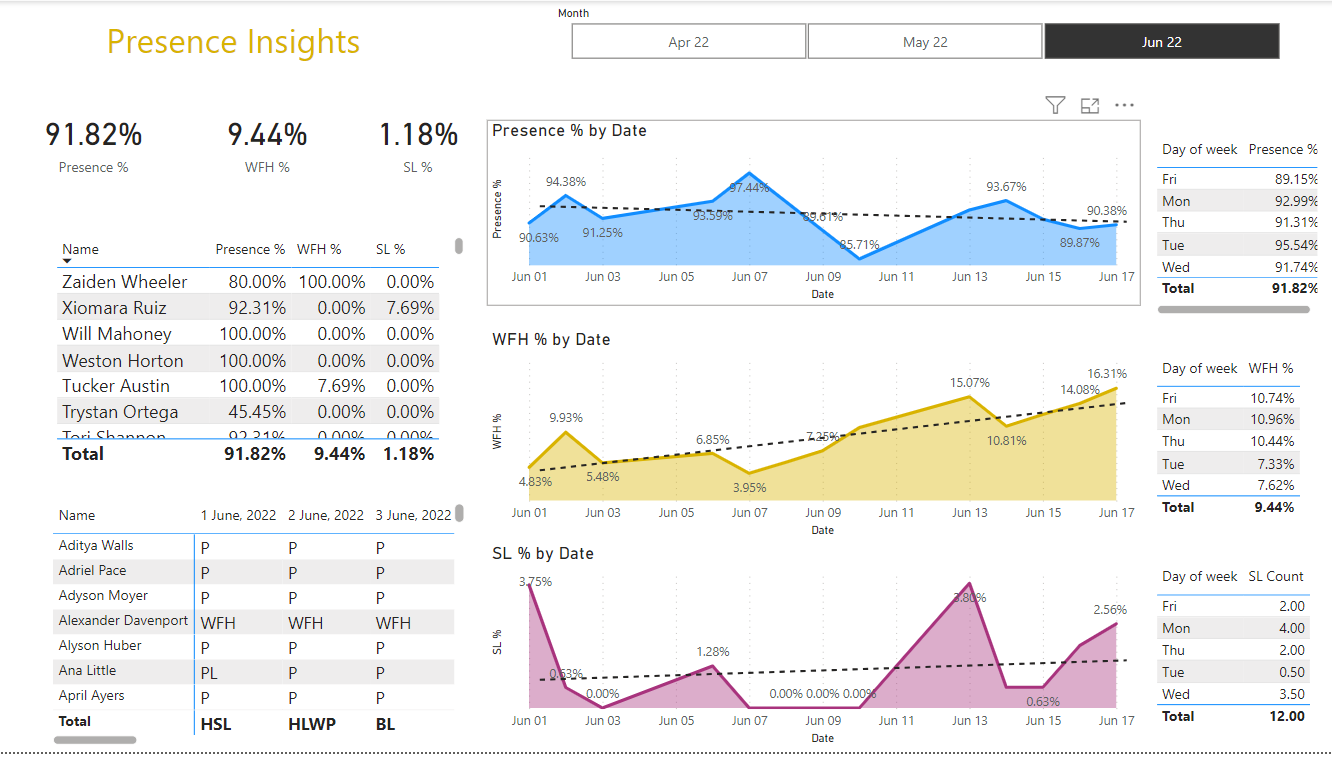 Month
Presence Insights
Apr 22 May 22 Jun 22
91.82% 9.44% 1.18%
Presence % WFH % SL %
Name Presence % WFH % SL %
Zaiden Wheeler 80.00% 100.00% 0.00%
Xiomara Ruiz 92.31% 0.00% 7.69%
Will Mahoney 100.00% 0.00% 0.00%
Weston Horton 100.00% 0.00% 0.00%
Tucker Austin 100.00% 7.69% 0.00%
Trystan Ortega 45.45% 0.00% 0.00%
Tori Shannon 92.31% 0.00% 0.00%
Total 91.82% 9.44% 1.18%
Name 1 June, 2022 2 June, 2022 3 June, 2022
Aditya Walls P P P
Adriel Pace P P P
Adyson Moyer P P P
Alexander Davenport WFH WFH WFH
Alyson Huber P P P
Ana Little PL P P
April Ayers P P P
Total HSL HLWP BL
Presence % by Date
Presence %
90.63% 94.38% 91.25% 93.59% 97.44% 89.81% 85.71% 93.67% 89.87% 90.38%
Jun 01 Jun 03 Jun 05 Jun 07 Jun 09 Jun 11 Jun 13 Jun 15 Jun 17
Date
WFH % by Date
WFH %
4.83% 9.93% 5.48% 6.85% 3.95% 7.25% 15.07% 10.81% 14.08% 16.31%
Jun 01 Jun 03 Jun 05 Jun 07 Jun 09 Jun 11 Jun 13 Jun 15 Jun 17
Date
SL % by Date
SL %
3.75% 0.63% 0.00% 1.28% 0.00% 0.00% 0.00% 3.80% 0.63% 2.56%
Jun 01 Jun 03 Jun 05 Jun 07 Jun 09 Jun 11 Jun 13 Jun 15 Jun 17
Date
Day of week Presence %
Fri 89.15%
Mon 92.99%
Thu 91.31%
Tue 95.54%
Wed 91.74%
Total 91.82%
Day of week WFH %
Fri 10.74%
Mon 10.96%
Thu 10.44%
Tue 7.33%
Wed 7.62%
Total 9.44%
Day of week SL Count
Fri 2.00
Mon 4.00
Thu 2.00
Tue 0.50
Wed 3.50
Total 12.00